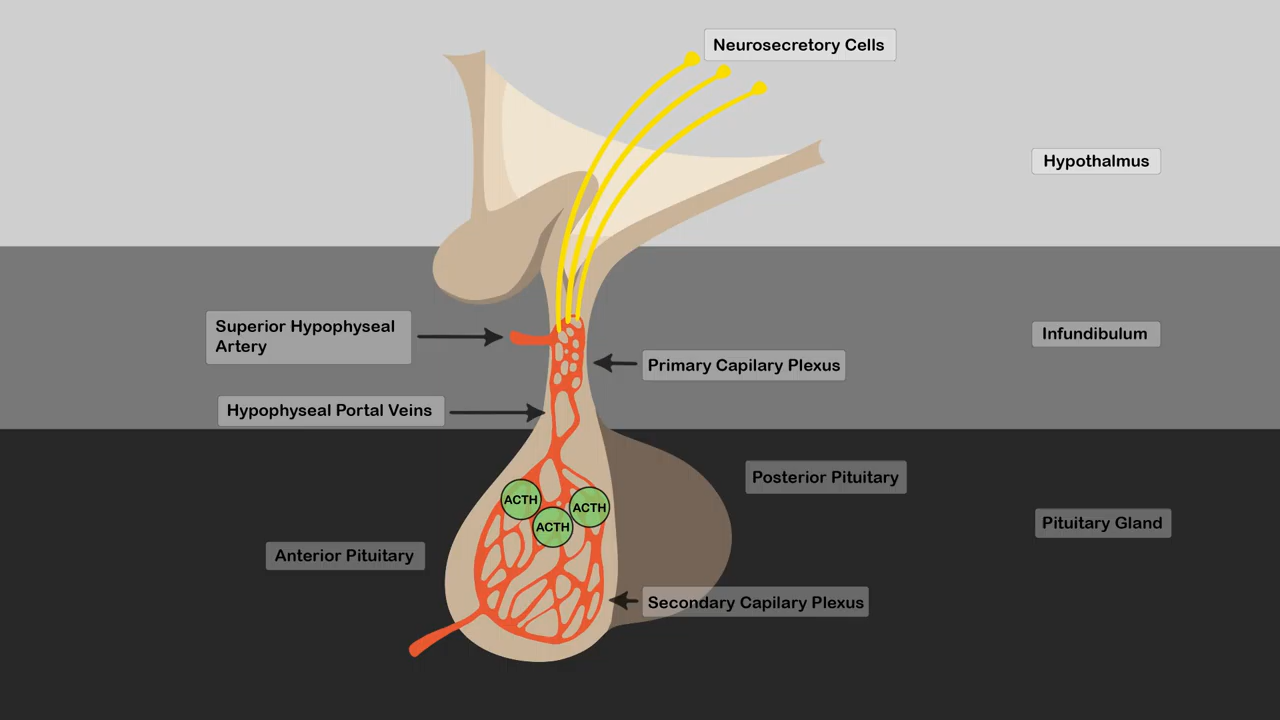 Neurosecretory Cells
Hypothalmus
Superior Hypophyseal
Artery
Infundibulum
Primary Capilary Plexus
Hypophyseal Portal Veins
Posterior Pituitary
ACTH
ACTH
ACTH
Pituitary Gland
Anterior Pituitary
Secondary Capilary Plexus